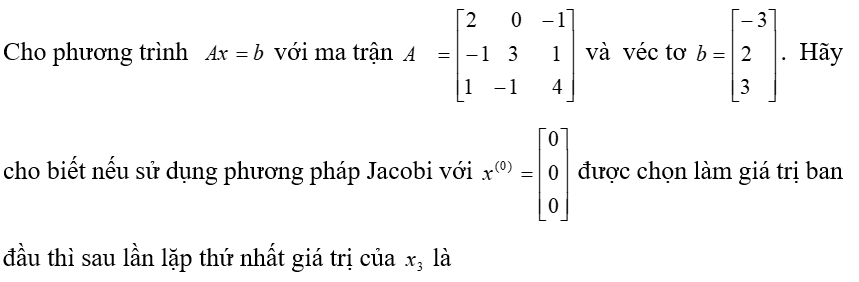 Cho phương trình Ax = b với ma trận A = [2 0 −1; −1 3 1; 1 −1 4] và véc tơ b = [−3; 2; 3]. Hãy
cho biết nếu sử dụng phương pháp Jacobi với x⁽⁰⁾ = [0; 0; 0] được chọn làm giá trị ban
đầu thì sau lần lặp thứ nhất giá trị của x₃ là